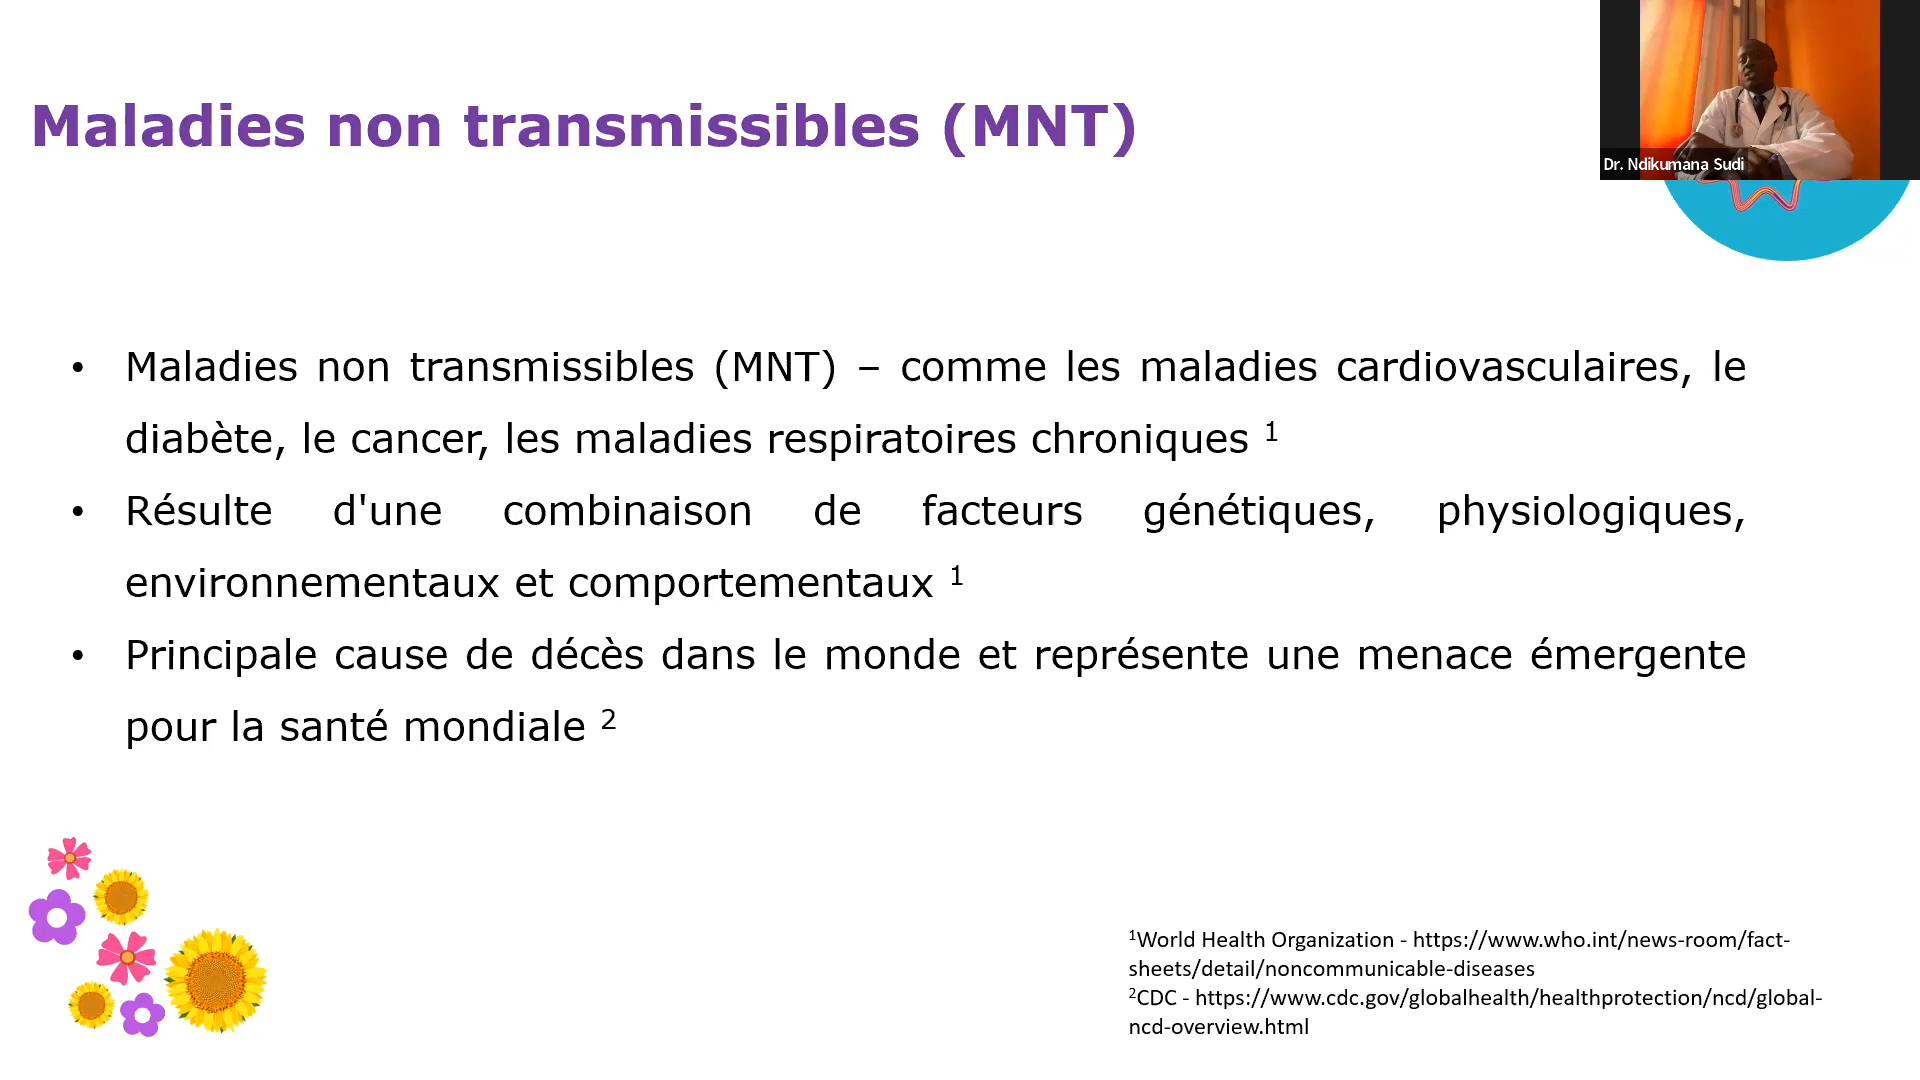 Maladies non transmissibles (MNT)
Dr. Ndikumana Sudi
• Maladies non transmissibles (MNT) – comme les maladies cardiovasculaires, le
diabète, le cancer, les maladies respiratoires chroniques ¹
• Résulte d'une combinaison de facteurs génétiques, physiologiques,
environnementaux et comportementaux ¹
• Principale cause de décès dans le monde et représente une menace émergente
pour la santé mondiale ²
¹World Health Organization - https://www.who.int/news-room/fact-
sheets/detail/noncommunicable-diseases
²CDC - https://www.cdc.gov/globalhealth/healthprotection/ncd/global-
ncd-overview.html